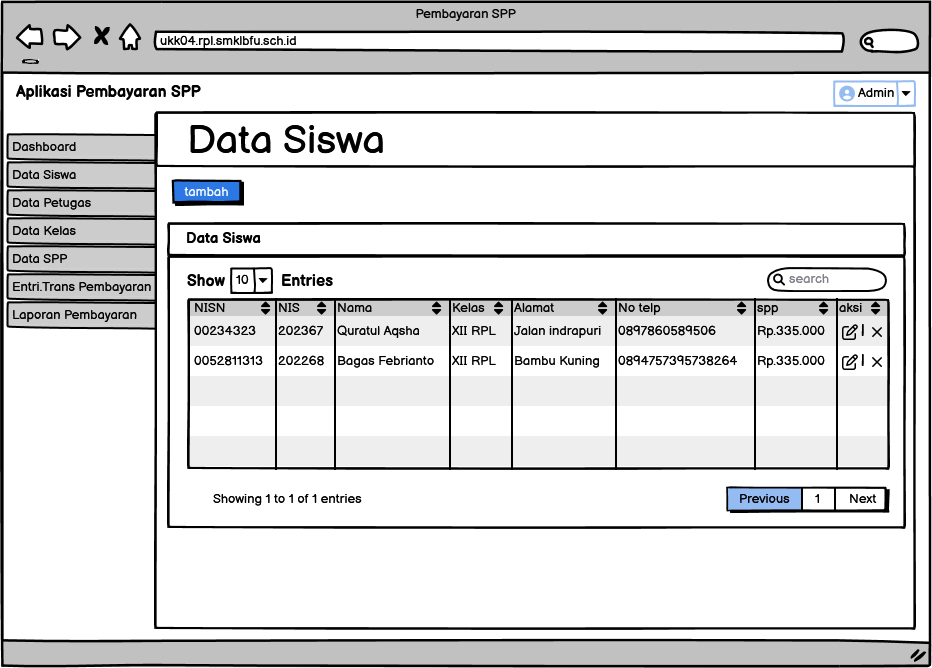 Pembayaran SPP
ukk04.rpl.smklbfu.sch.id
Aplikasi Pembayaran SPP
Admin
Data Siswa
Dashboard
Data Siswa
Data Petugas
Data Kelas
Data SPP
Entri.Trans Pembayaran
Laporan Pembayaran
tambah
Data Siswa
Show 10 Entries
search
NISN NIS Nama Kelas Alamat No telp spp aksi
00234323 202367 Quratul Aqsha XII RPL Jalan indrapuri 0897860589506 Rp.335.000
0052811313 202268 Bagas Febrianto XII RPL Bambu Kuning 0894757395738264 Rp.335.000
Showing 1 to 1 of 1 entries
Previous 1 Next